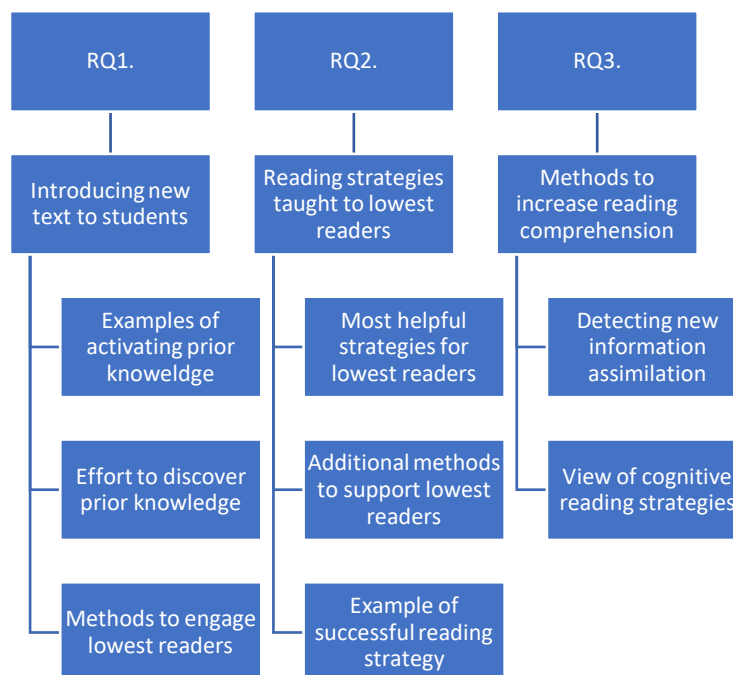 RQ1.
Introducing new
text to students
Examples of
activating prior
knoweldge
Effort to discover
prior knowledge
Methods to engage
lowest readers
RQ2.
Reading strategies
taught to lowest
readers
Most helpful
strategies for
lowest readers
Additional methods
to support lowest
readers
Example of
successful reading
strategy
RQ3.
Methods to
increase reading
comprehension
Detecting new
information
assimilation
View of cognitive
reading strategies